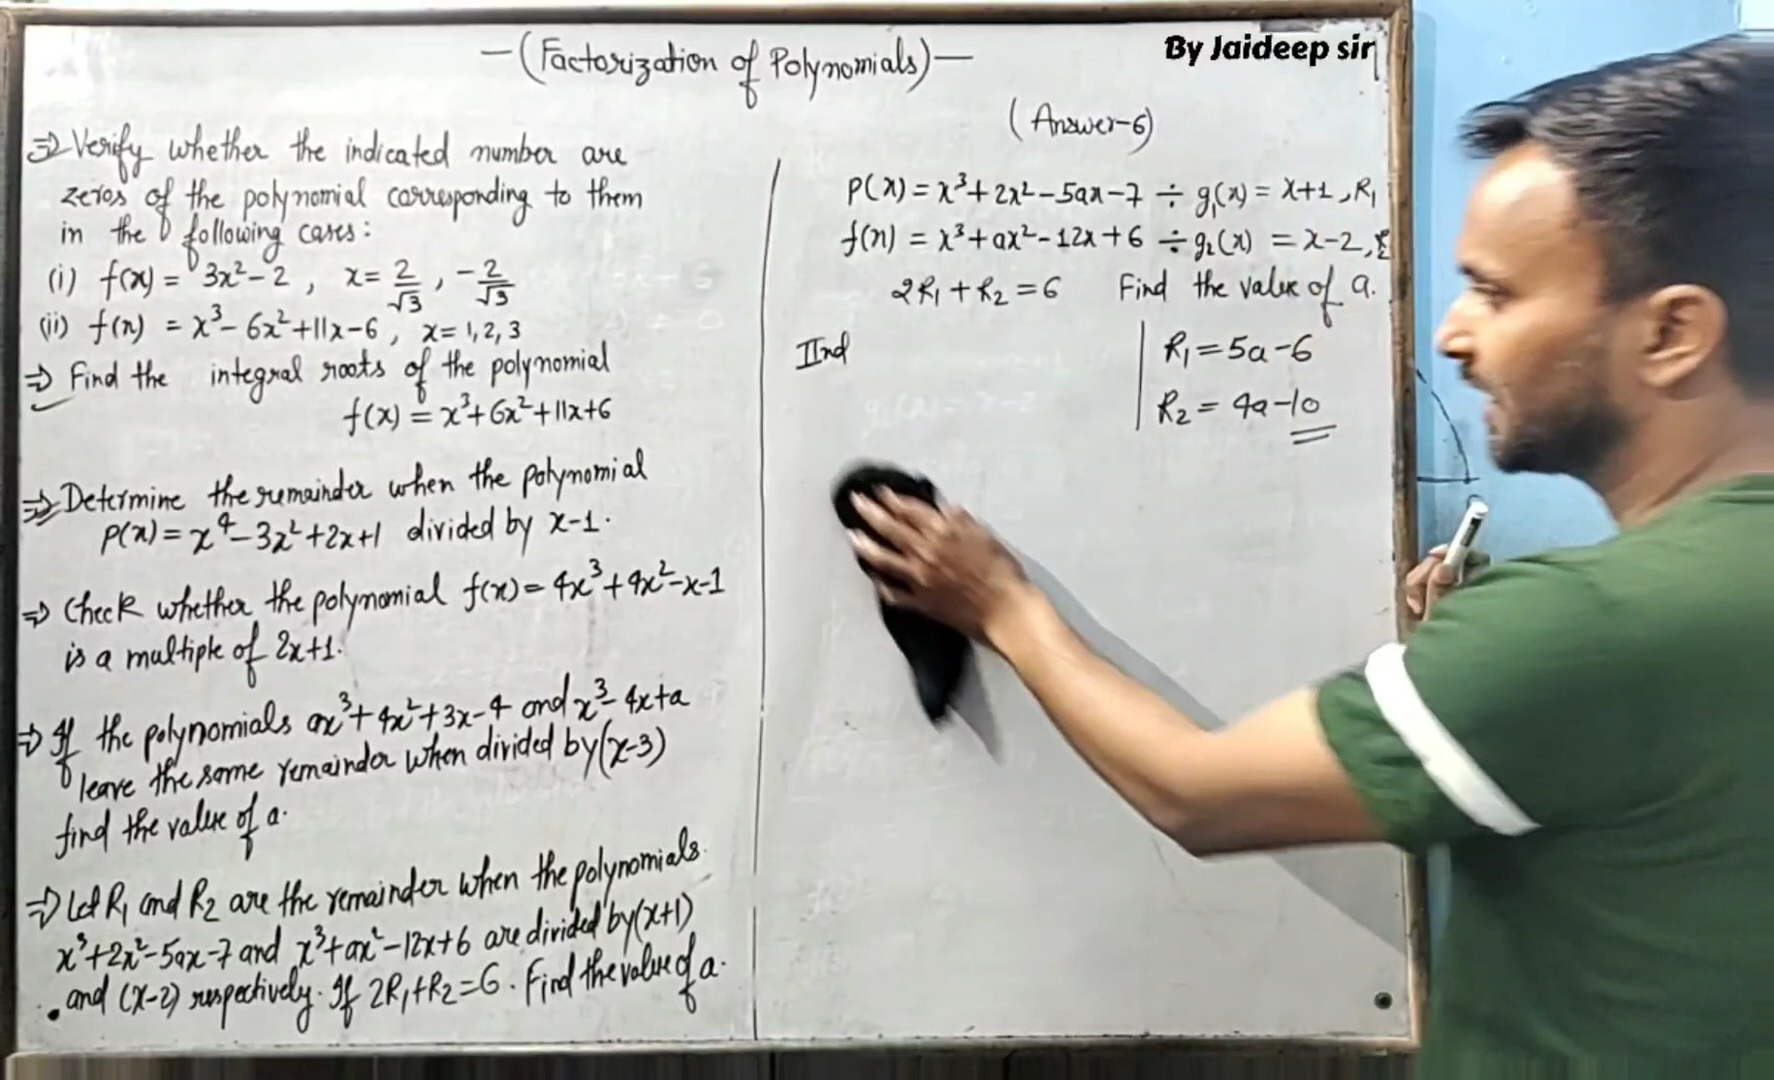 —(Factorization of Polynomials)—
By Jaideep sir
⇒ Verify whether the indicated number are
zeros of the polynomial corresponding to them
in the following cases:
(i) f(x) = 3x²-2, x= 2/√3, -2/√3
(ii) f(x) = x³-6x²+11x-6, x=1,2,3
⇒ Find the integral roots of the polynomial
f(x) = x³+6x²+11x+6
⇒ Determine the remainder when the polynomial
P(x) = x⁴-3x²+2x+1 divided by x-1.
⇒ Check whether the polynomial f(x) = 4x³+4x²-x-1
is a multiple of 2x+1.
⇒ If the polynomials ax³+4x²+3x-4 and x³-4x+a
leave the same remainder when divided by (x-3)
find the value of a.
⇒ Let R₁ and R₂ are the remainder when the polynomials
x³+2x²-5ax-7 and x³+ax²-12x+6 are divided by (x+1)
and (x-2) respectively. If 2R₁+R₂=6. Find the value of a.
(Answer-6)
P(x) = x³+2x²-5ax-7 ÷ g₁(x) = x+1, R₁
f(x) = x³+ax²-12x+6 ÷ g₂(x) = x-2,
2R₁+R₂=6 Find the value of a.
IInd
R₁ = 5a-6
R₂ = 4a-10